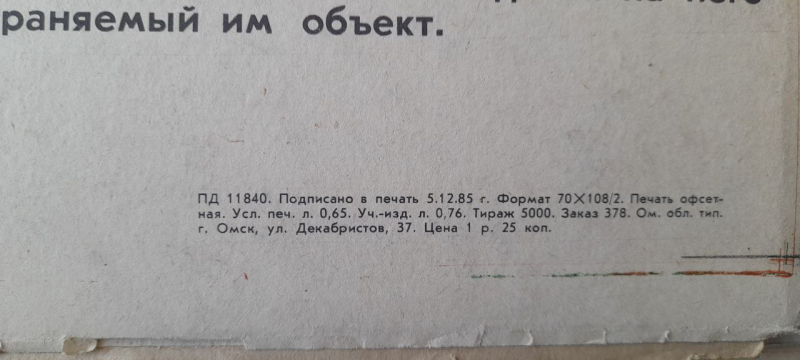 раняемый им объект.
ПД 11840. Подписано в печать 5.12.85 г. Формат 70×108/2. Печать офсет-
ная. Усл. печ. л. 0,65. Уч.-изд. л. 0,76. Тираж 5000. Заказ 378. Ом. обл. тип.
г. Омск, ул. Декабристов, 37. Цена 1 р. 25 коп.